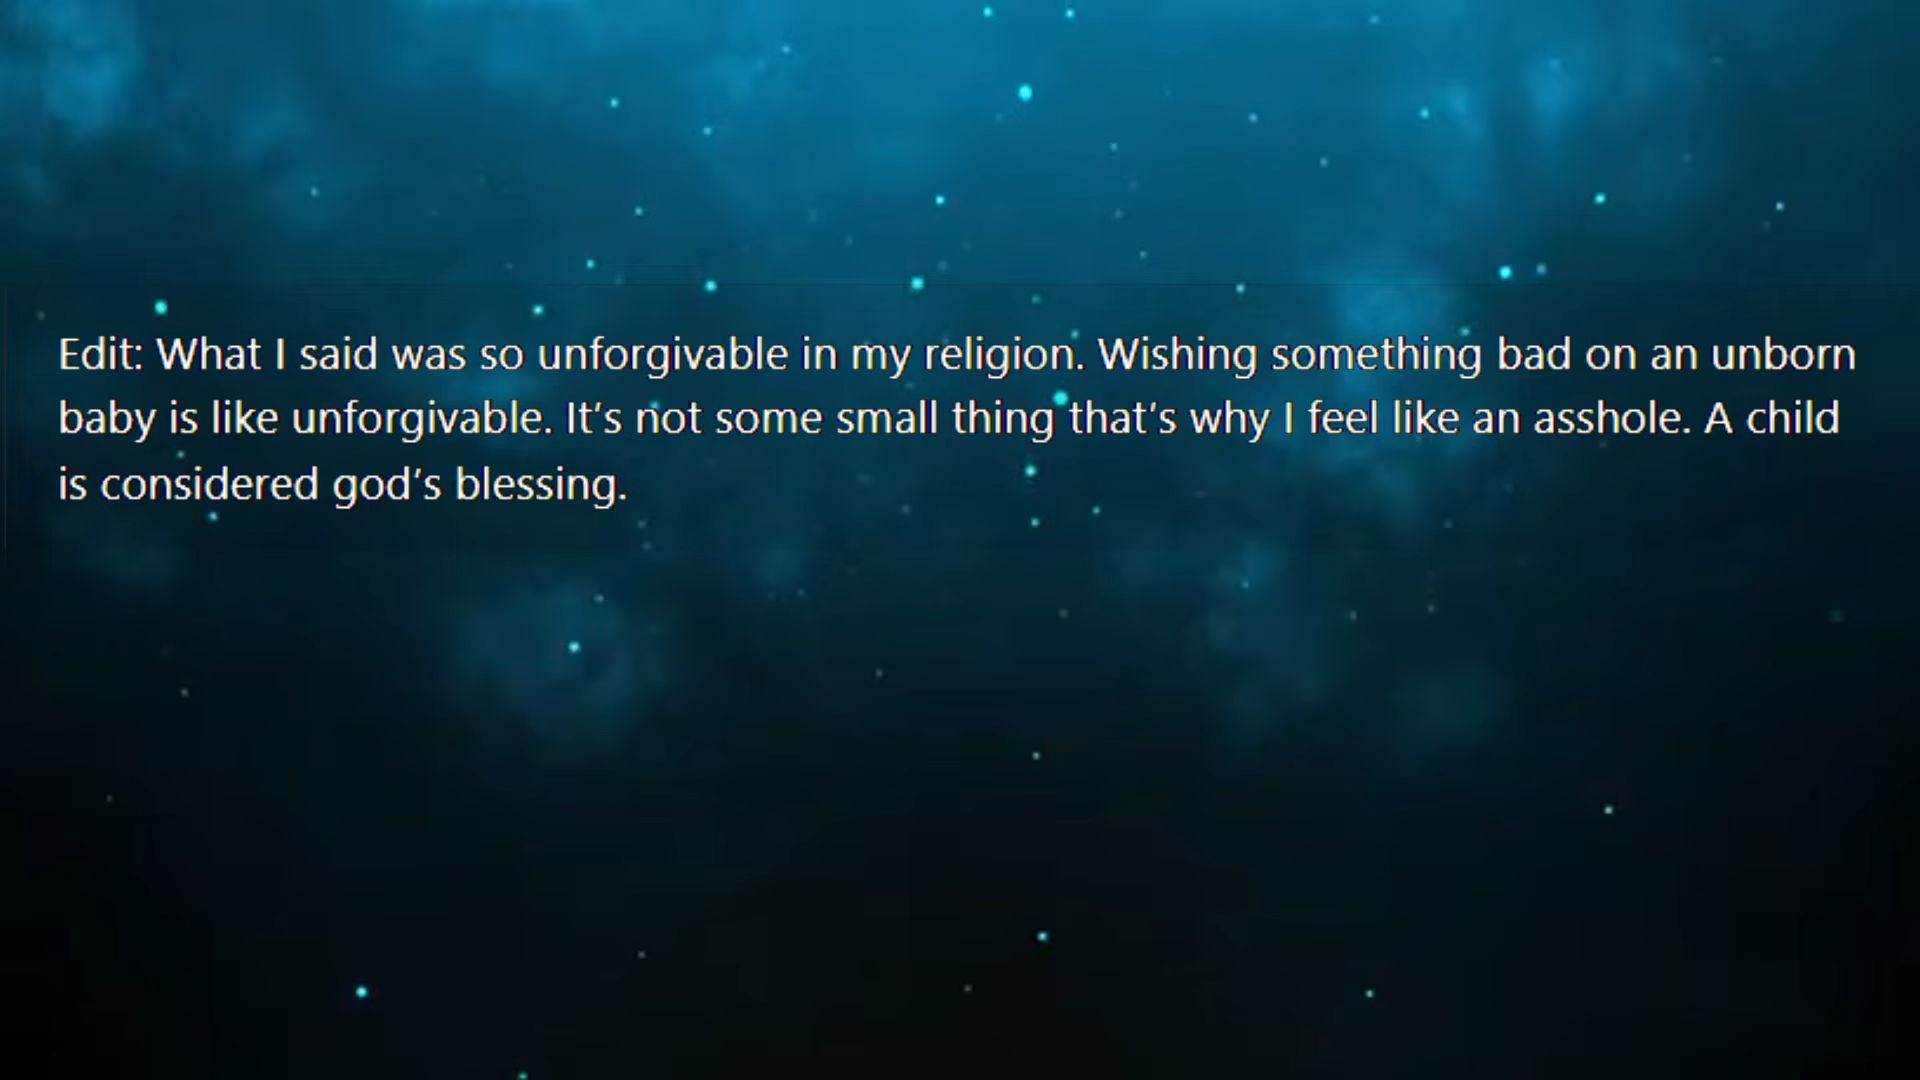 Edit: What I said was so unforgivable in my religion. Wishing something bad on an unborn
baby is like unforgivable. It’s not some small thing that’s why I feel like an asshole. A child
is considered god’s blessing.